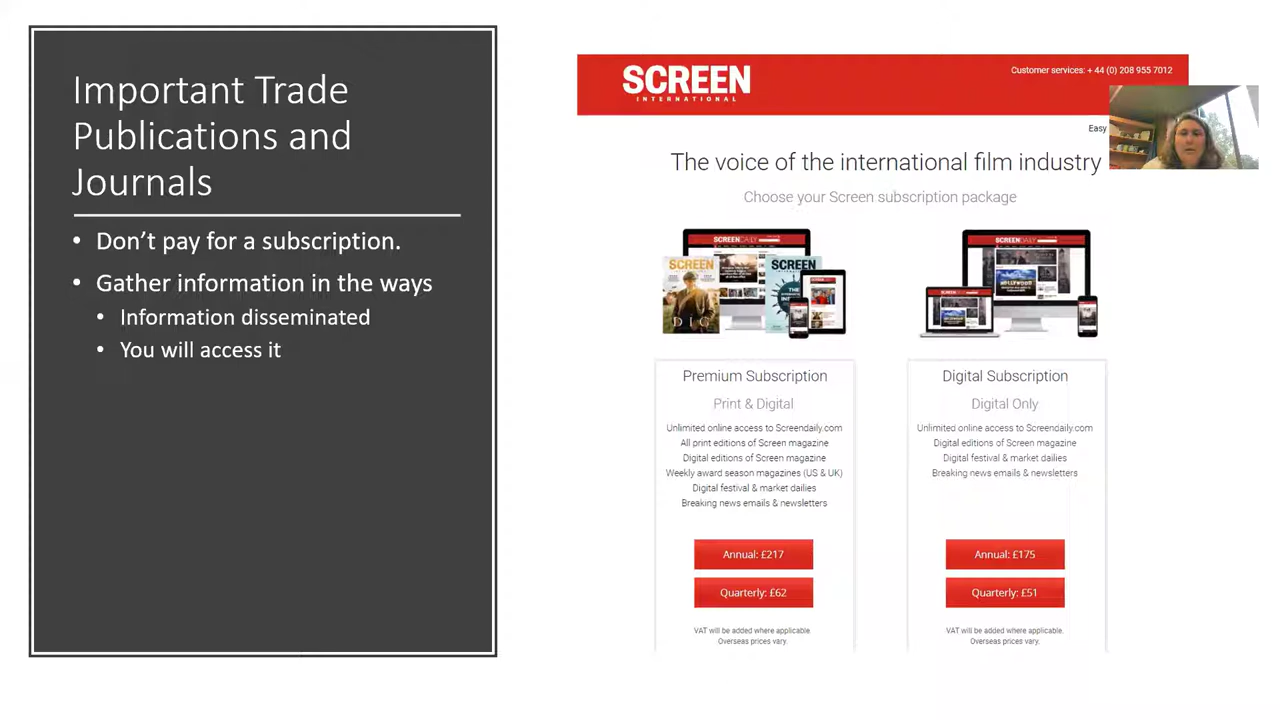 Important Trade
Publications and
Journals
• Don’t pay for a subscription.
• Gather information in the ways
• Information disseminated
• You will access it
SCREEN
INTERNATIONAL
Customer services: + 44 (0) 208 955 7012
Easy
The voice of the international film industry
Choose your Screen subscription package
SCREENDAILY
SCREEN
SCREEN
SCREENDAILY
Premium Subscription
Print & Digital
Unlimited online access to Screendaily.com
All print editions of Screen magazine
Digital editions of Screen magazine
Weekly award season magazines (US & UK)
Digital festival & market dailies
Breaking news emails & newsletters
Annual: £217
Quarterly: £62
VAT will be added where applicable.
Overseas prices vary.
Digital Subscription
Digital Only
Unlimited online access to Screendaily.com
Digital editions of Screen magazine
Digital festival & market dailies
Breaking news emails & newsletters
Annual: £175
Quarterly: £51
VAT will be added where applicable.
Overseas prices vary.